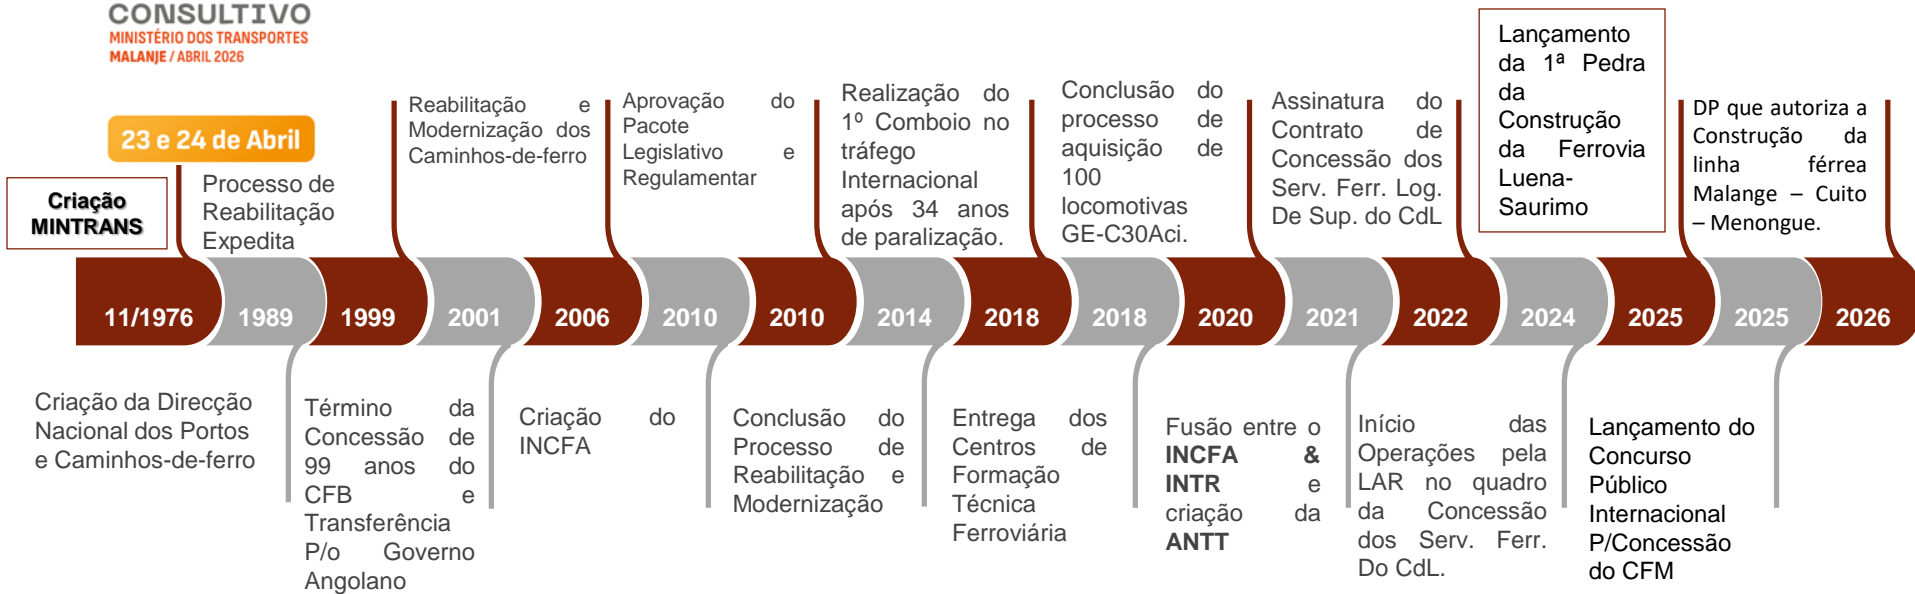 CONSULTIVO
MINISTÉRIO DOS TRANSPORTES
MALANJE / ABRIL 2026
23 e 24 de Abril
Criação
MINTRANS
Processo de
Reabilitação
Expedita
Reabilitação e
Modernização dos
Caminhos-de-ferro
Aprovação do
Pacote
Legislativo e
Regulamentar
Realização do
1º Comboio no
tráfego
Internacional
após 34 anos
de paralização.
Conclusão do
processo de
aquisição de
100
locomotivas
GE-C30Aci.
Assinatura do
Contrato de
Concessão dos
Serv. Ferr. Log.
De Sup. do CdL
Lançamento
da 1ª Pedra
da
Construção
da Ferrovia
Luena-
Saurimo
DP que autoriza a
Construção da
linha férrea
Malange – Cuito
– Menongue.
11/1976 1989 1999 2001 2006 2010 2010 2014 2018 2018 2020 2021 2022 2024 2025 2025 2026
Criação da Direcção
Nacional dos Portos
e Caminhos-de-ferro
Término da
Concessão de
99 anos do
CFB e
Transferência
P/o Governo
Angolano
Criação do
INCFA
Conclusão do
Processo de
Reabilitação e
Modernização
Entrega dos
Centros de
Formação
Técnica
Ferroviária
Fusão entre o
INCFA &
INTR e
criação da
ANTT
Início das
Operações pela
LAR no quadro
da Concessão
dos Serv. Ferr.
Do CdL.
Lançamento do
Concurso
Público
Internacional
P/Concessão
do CFM